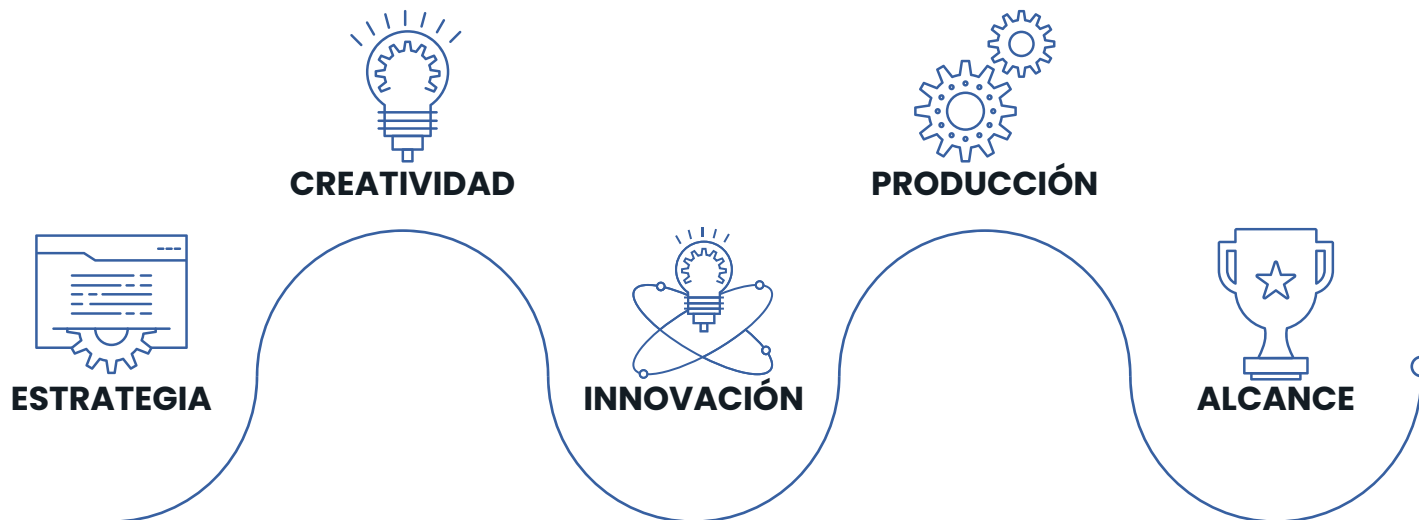 ESTRATEGIA
CREATIVIDAD
INNOVACIÓN
PRODUCCIÓN
ALCANCE